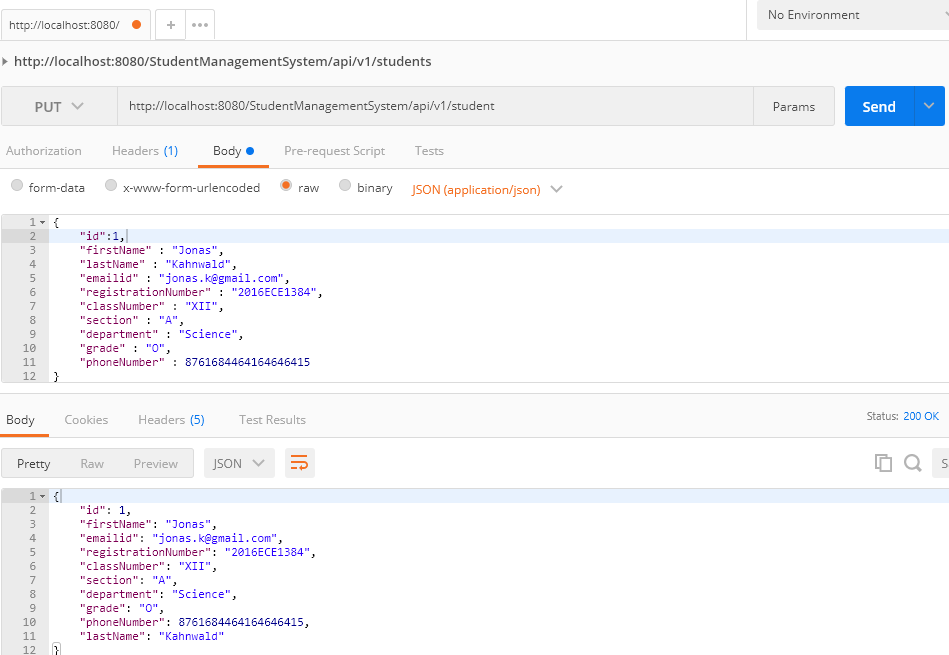 http://localhost:8080/
+
•••
No Environment
http://localhost:8080/StudentManagementSystem/api/v1/students
PUT http://localhost:8080/StudentManagementSystem/api/v1/student Params Send
Authorization Headers (1) Body Pre-request Script Tests
form-data x-www-form-urlencoded raw binary JSON (application/json)
1 {
2 "id":1,
3 "firstName" : "Jonas",
4 "lastName" : "Kahnwald",
5 "emailid" : "jonas.k@gmail.com",
6 "registrationNumber" : "2016ECE1384",
7 "classNumber" : "XII",
8 "section" : "A",
9 "department" : "Science",
10 "grade" : "O",
11 "phoneNumber" : 8761684464164646415
12 }
Body Cookies Headers (5) Test Results Status: 200 OK
Pretty Raw Preview JSON S
1 {
2 "id": 1,
3 "firstName": "Jonas",
4 "emailid": "jonas.k@gmail.com",
5 "registrationNumber": "2016ECE1384",
6 "classNumber": "XII",
7 "section": "A",
8 "department": "Science",
9 "grade": "O",
10 "phoneNumber": 8761684464164646415,
11 "lastName": "Kahnwald"
12 }